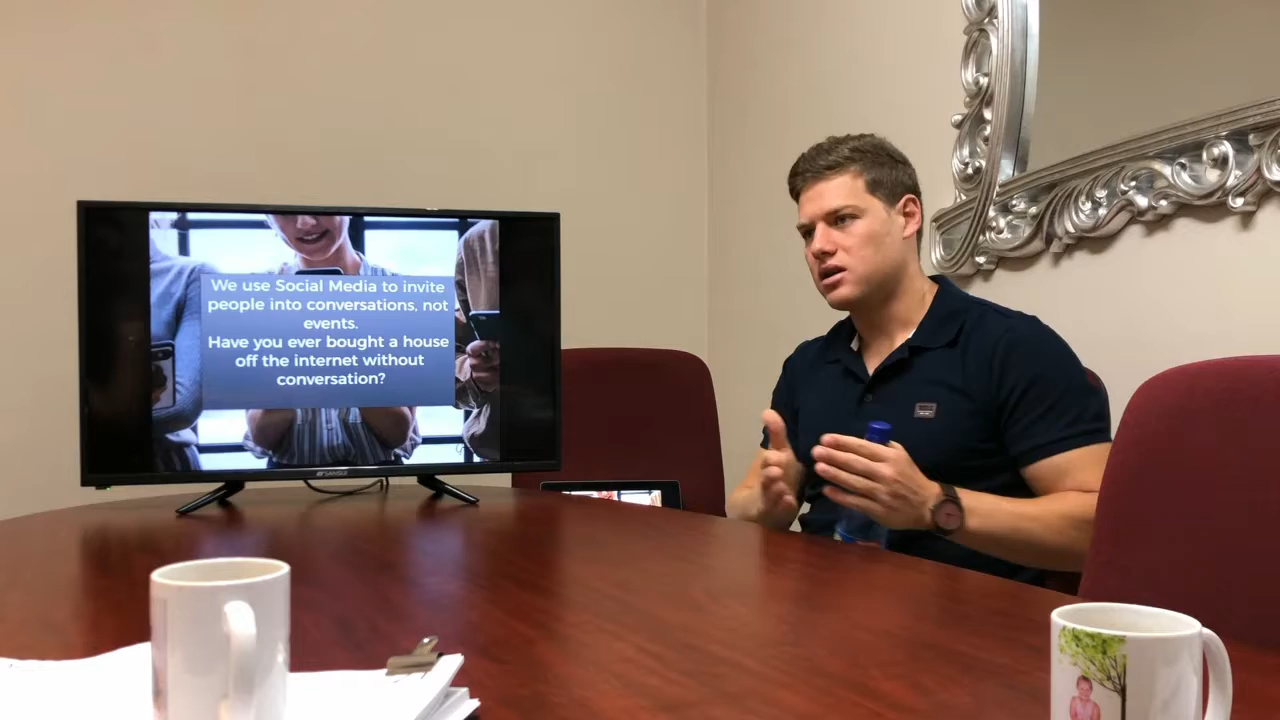 We use Social Media to invite
people into conversations, not
events.
Have you ever bought a house
off the internet without
conversation?